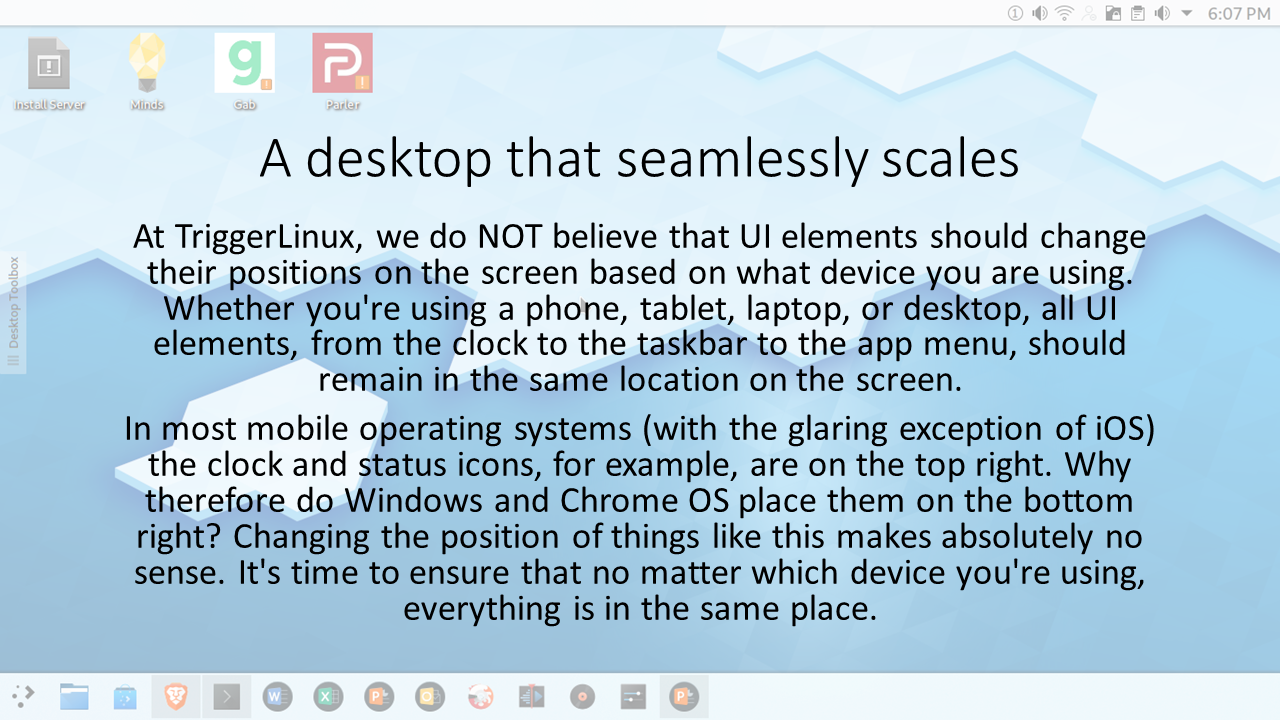 6:07 PM
Install Server
Minds
Gab
Parler
A desktop that seamlessly scales
At TriggerLinux, we do NOT believe that UI elements should change
their positions on the screen based on what device you are using.
Whether you're using a phone, tablet, laptop, or desktop, all UI
elements, from the clock to the taskbar to the app menu, should
remain in the same location on the screen.
In most mobile operating systems (with the glaring exception of iOS)
the clock and status icons, for example, are on the top right. Why
therefore do Windows and Chrome OS place them on the bottom
right? Changing the position of things like this makes absolutely no
sense. It's time to ensure that no matter which device you're using,
everything is in the same place.
Desktop Toolbox